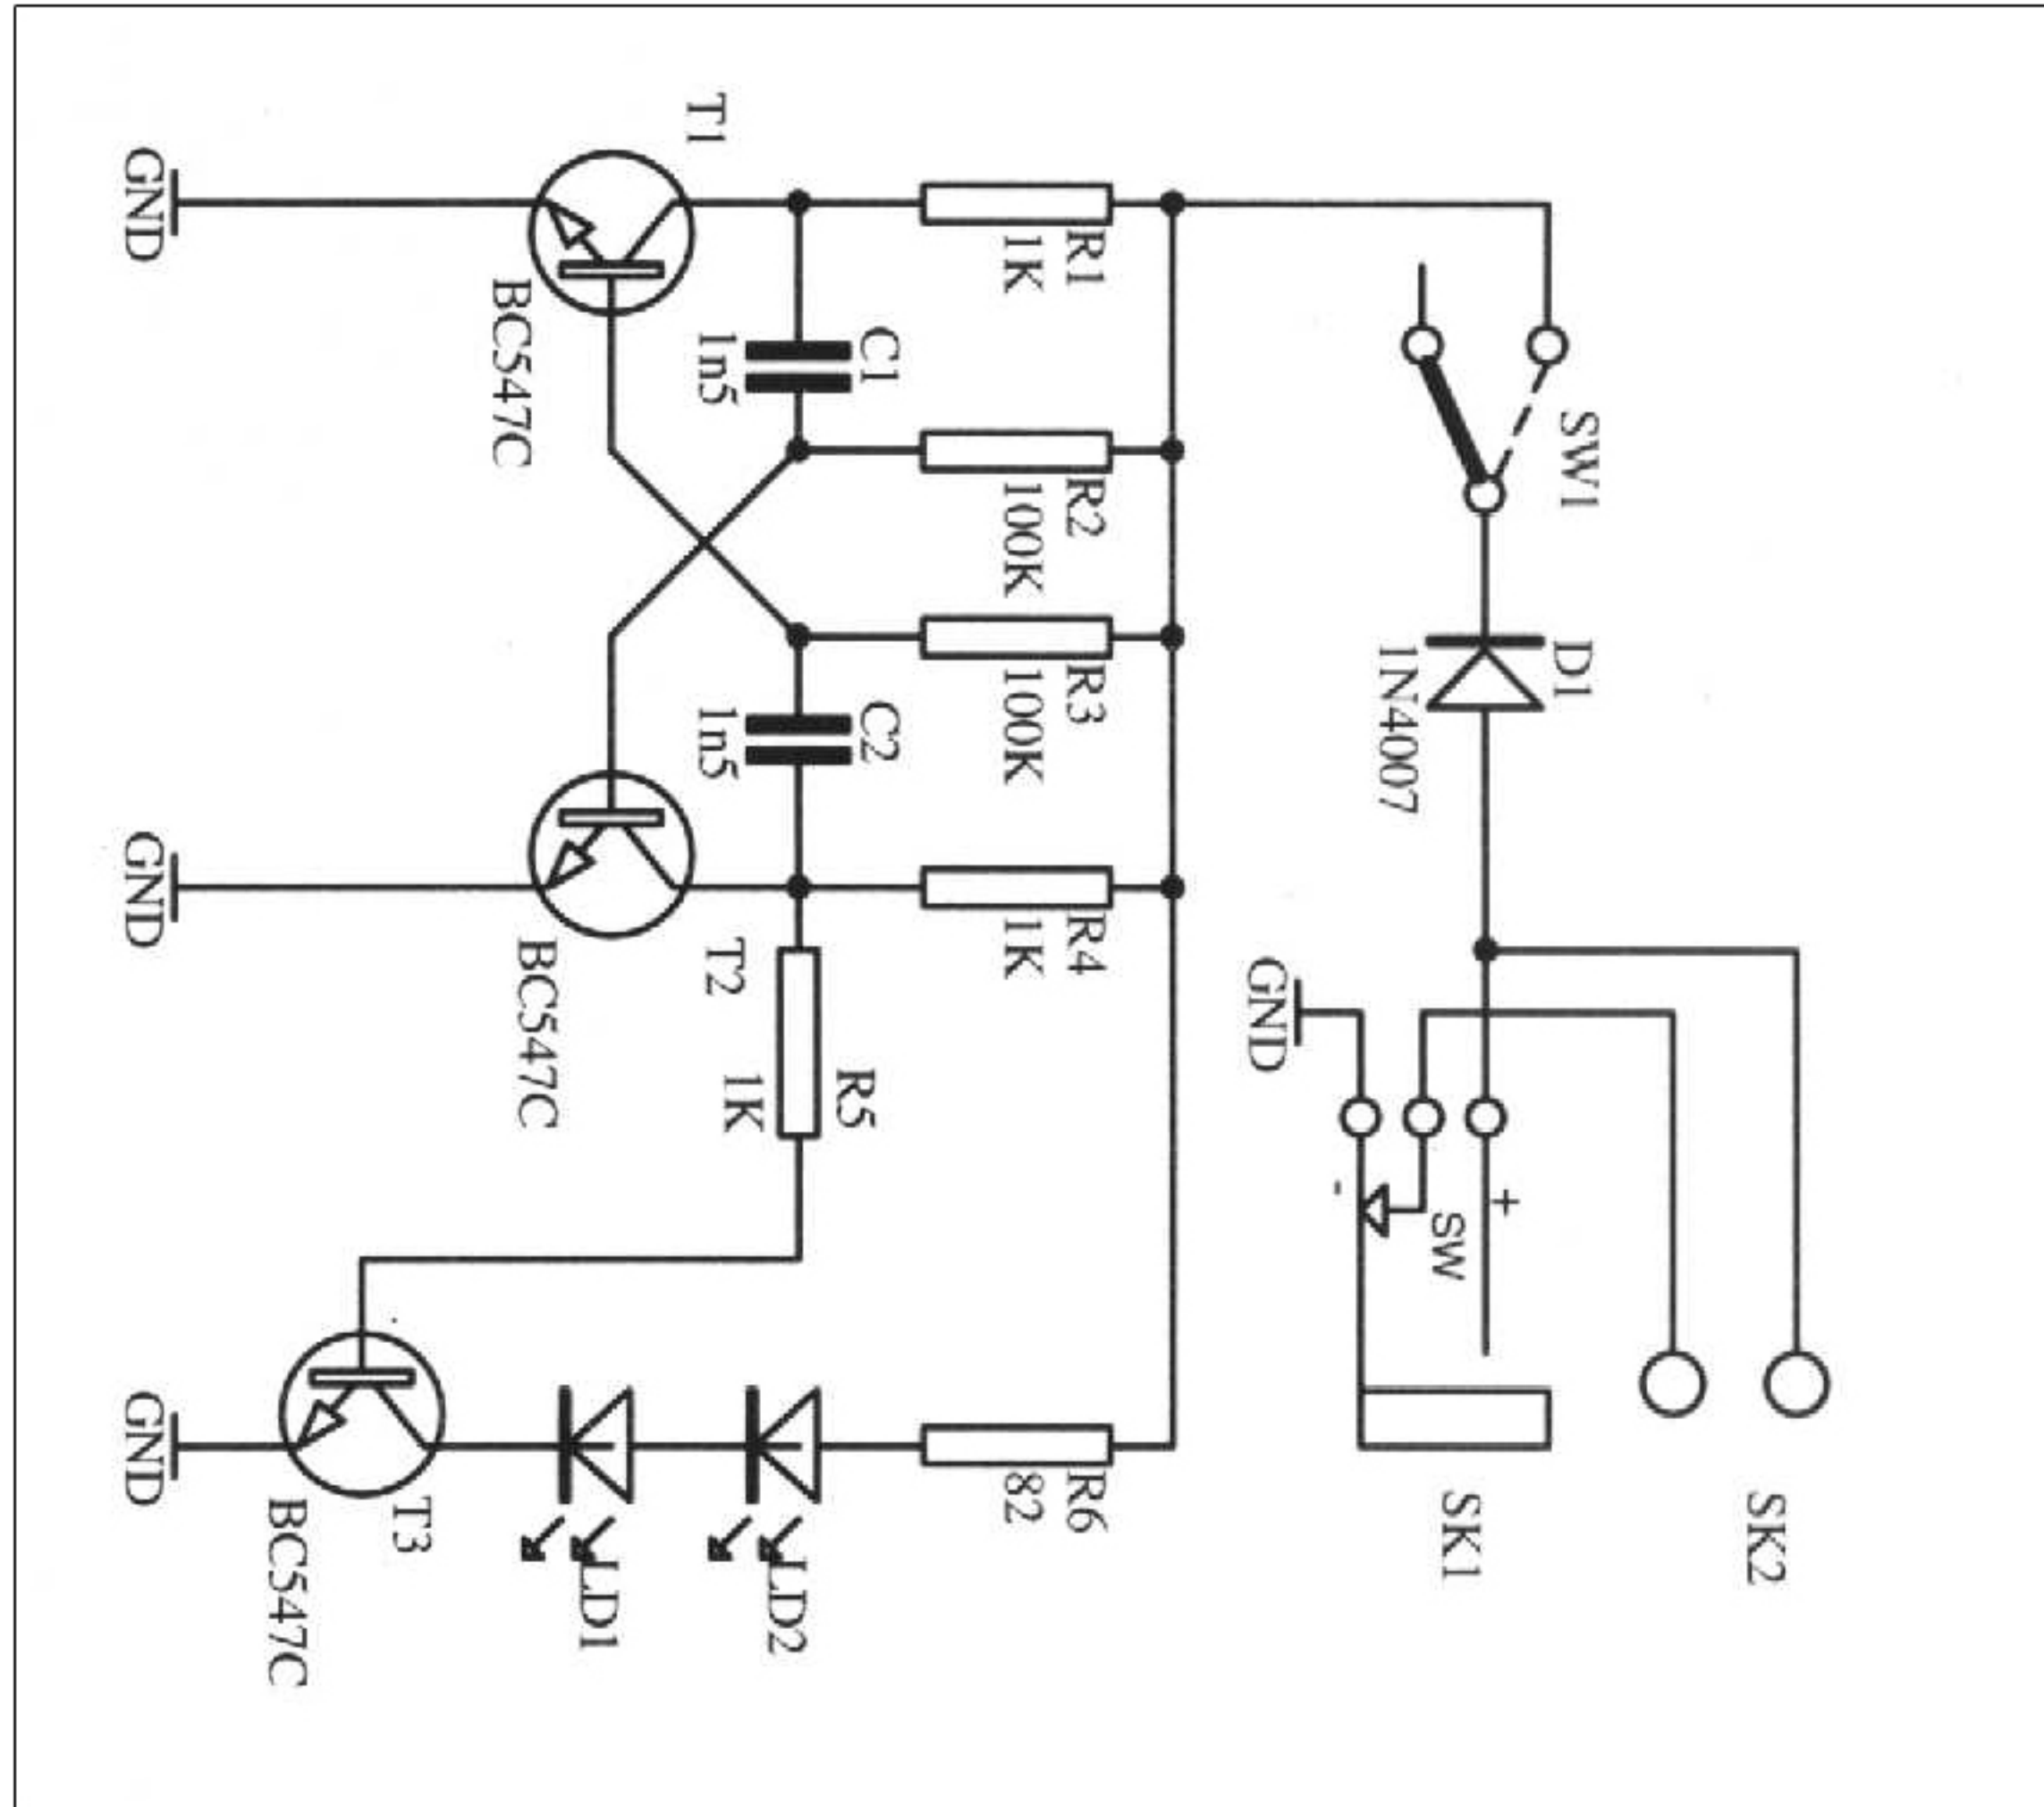 SW1
D1
1N4007
SK2
SK1
+
SW
-
GND
R1
1K
R2
100K
R3
100K
R4
1K
R6
82
C1
1n5
C2
1n5
R5
1K
T1
BC547C
T2
BC547C
T3
BC547C
LD2
LD1
GND
GND
GND